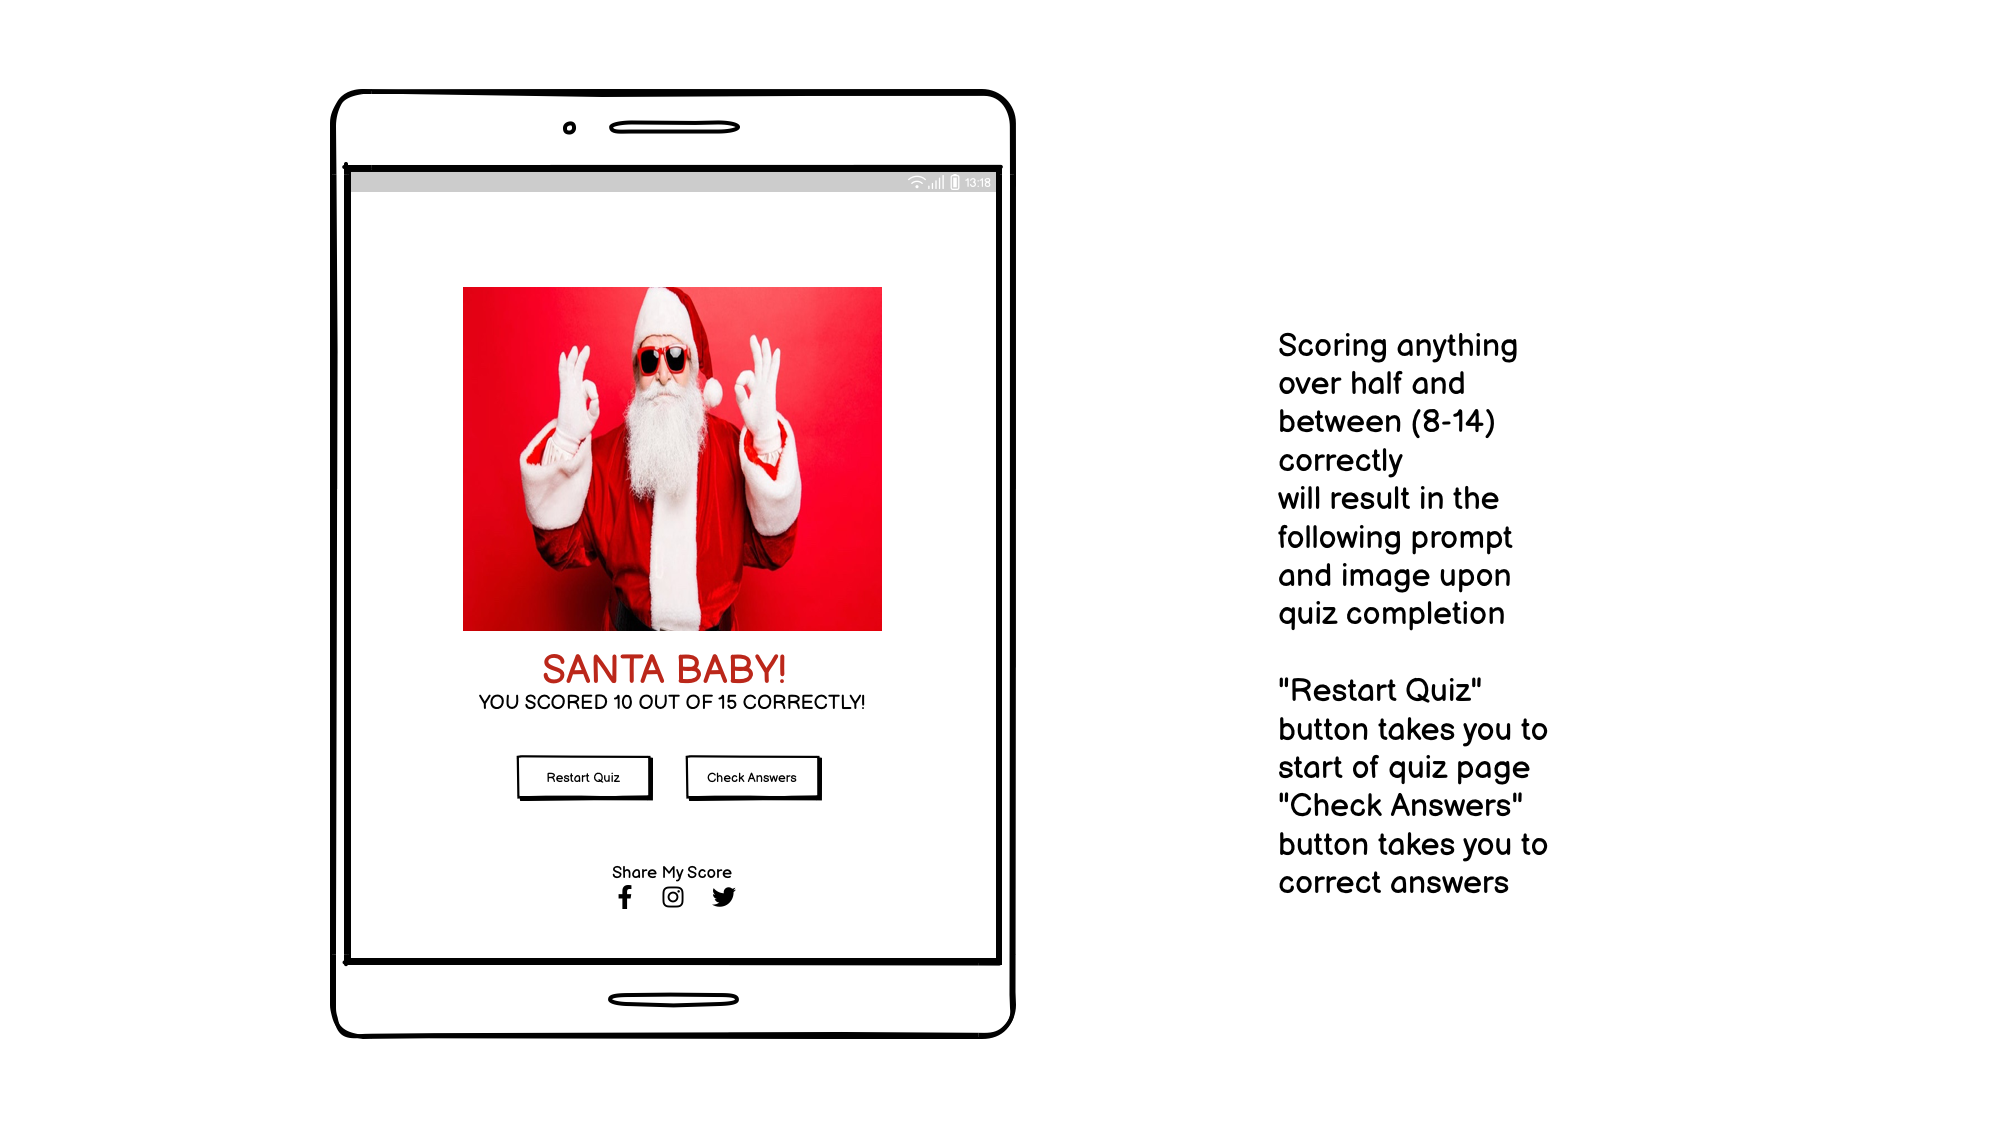 13:18
SANTA BABY!
YOU SCORED 10 OUT OF 15 CORRECTLY!
Restart Quiz
Check Answers
Share My Score
Scoring anything
over half and
between (8-14)
correctly
will result in the
following prompt
and image upon
quiz completion
"Restart Quiz"
button takes you to
start of quiz page
"Check Answers"
button takes you to
correct answers